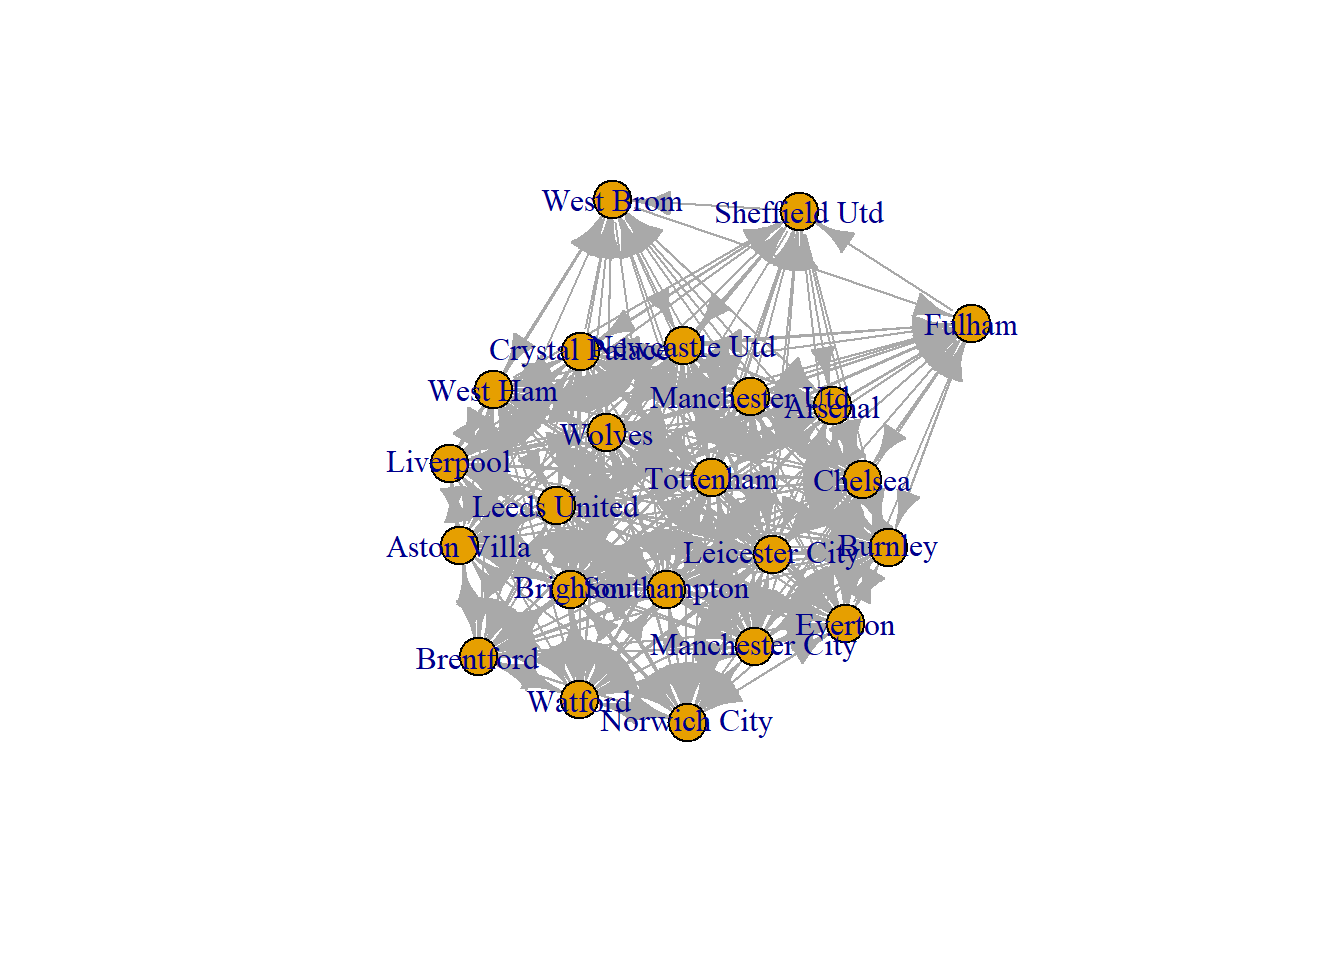 West Brom
Sheffield Utd
Fulham
Crystal Palace
Newcastle Utd
West Ham
Manchester Utd
Arsenal
Wolves
Liverpool
Tottenham
Chelsea
Leeds United
Aston Villa
Leicester City
Burnley
Brighton
Southampton
Everton
Manchester City
Brentford
Watford
Norwich City